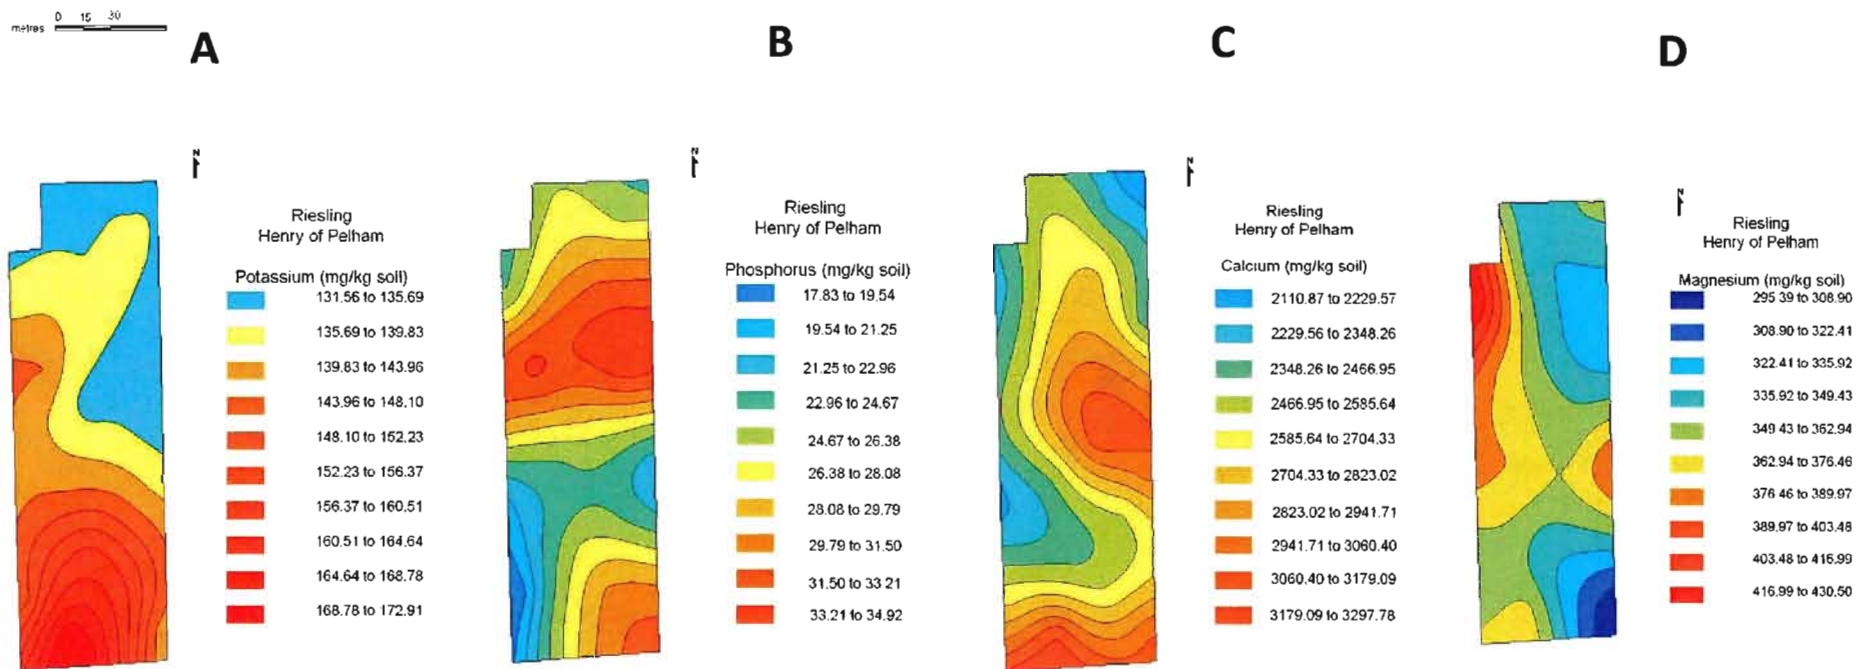 0 15 30
metres
A
B
C
D
N
Riesling
Henry of Pelham
Potassium (mg/kg soil)
131.56 to 135.69
135.69 to 139.83
139.83 to 143.96
143.96 to 148.10
148.10 to 152.23
152.23 to 156.37
156.37 to 160.51
160.51 to 164.64
164.64 to 168.78
168.78 to 172.91
N
Riesling
Henry of Pelham
Phosphorus (mg/kg soil)
17.83 to 19.54
19.54 to 21.25
21.25 to 22.96
22.96 to 24.67
24.67 to 26.38
26.38 to 28.08
28.08 to 29.79
29.79 to 31.50
31.50 to 33.21
33.21 to 34.92
N
Riesling
Henry of Pelham
Calcium (mg/kg soil)
2110.87 to 2229.57
2229.56 to 2348.26
2348.26 to 2466.95
2466.95 to 2585.64
2585.64 to 2704.33
2704.33 to 2823.02
2823.02 to 2941.71
2941.71 to 3060.40
3060.40 to 3179.09
3179.09 to 3297.78
N
Riesling
Henry of Pelham
Magnesium (mg/kg soil)
295.39 to 308.90
308.90 to 322.41
322.41 to 335.92
335.92 to 349.43
349.43 to 362.94
362.94 to 376.46
376.46 to 389.97
389.97 to 403.48
403.48 to 416.99
416.99 to 430.50